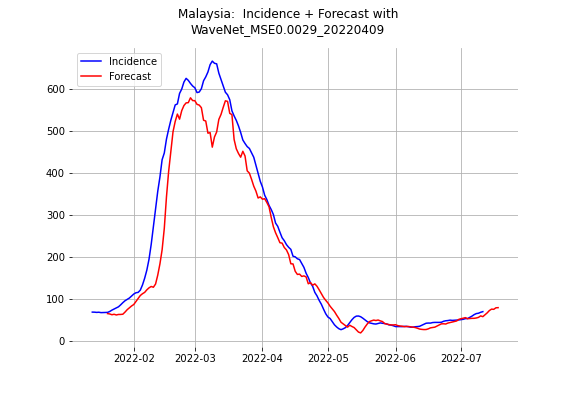 Malaysia:  Incidence + Forecast with
WaveNet_MSE0.0029_20220409
Incidence
Forecast
600
500
400
300
200
100
0
2022-02 2022-03 2022-04 2022-05 2022-06 2022-07